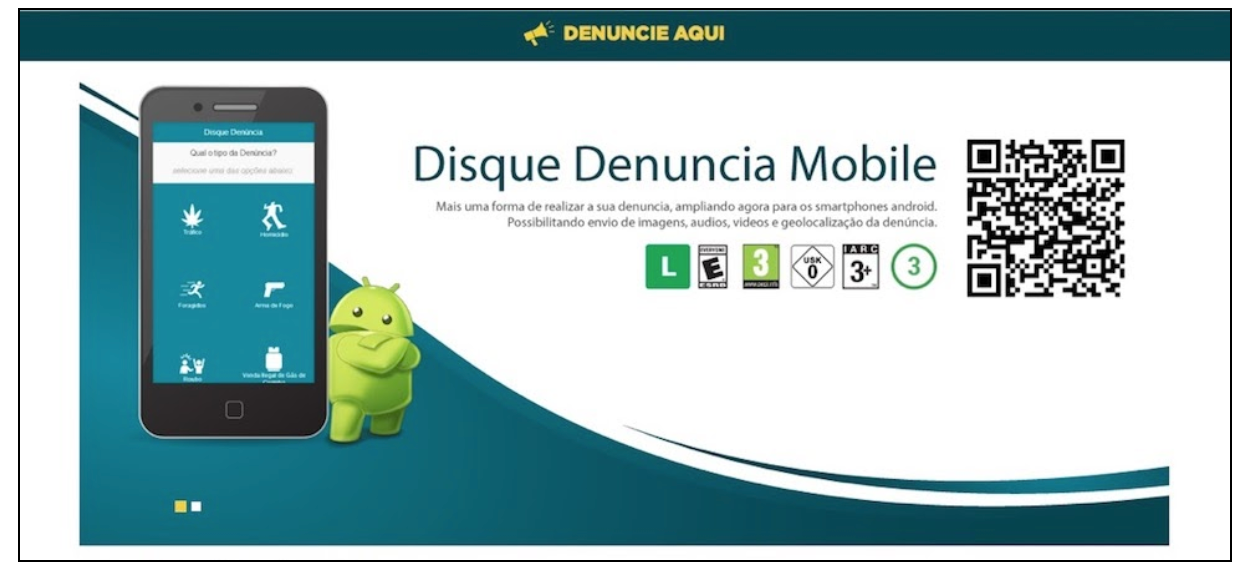 DENUNCIE AQUI
Disque Denúncia
Qual o tipo da Denúncia?
selecione uma das opções abaixo
Tráfico
Homicídio
Foragidos
Arma de Fogo
Roubo
Venda Ilegal de Gás de
Disque Denuncia Mobile
Mais uma forma de realizar a sua denuncia, ampliando agora para os smartphones android.
Possibilitando envio de imagens, audios, videos e geolocalização da denúncia.
L
EVERYONE
E
ESRB
3
www.pegi.info
USK
0
IARC
3+
3